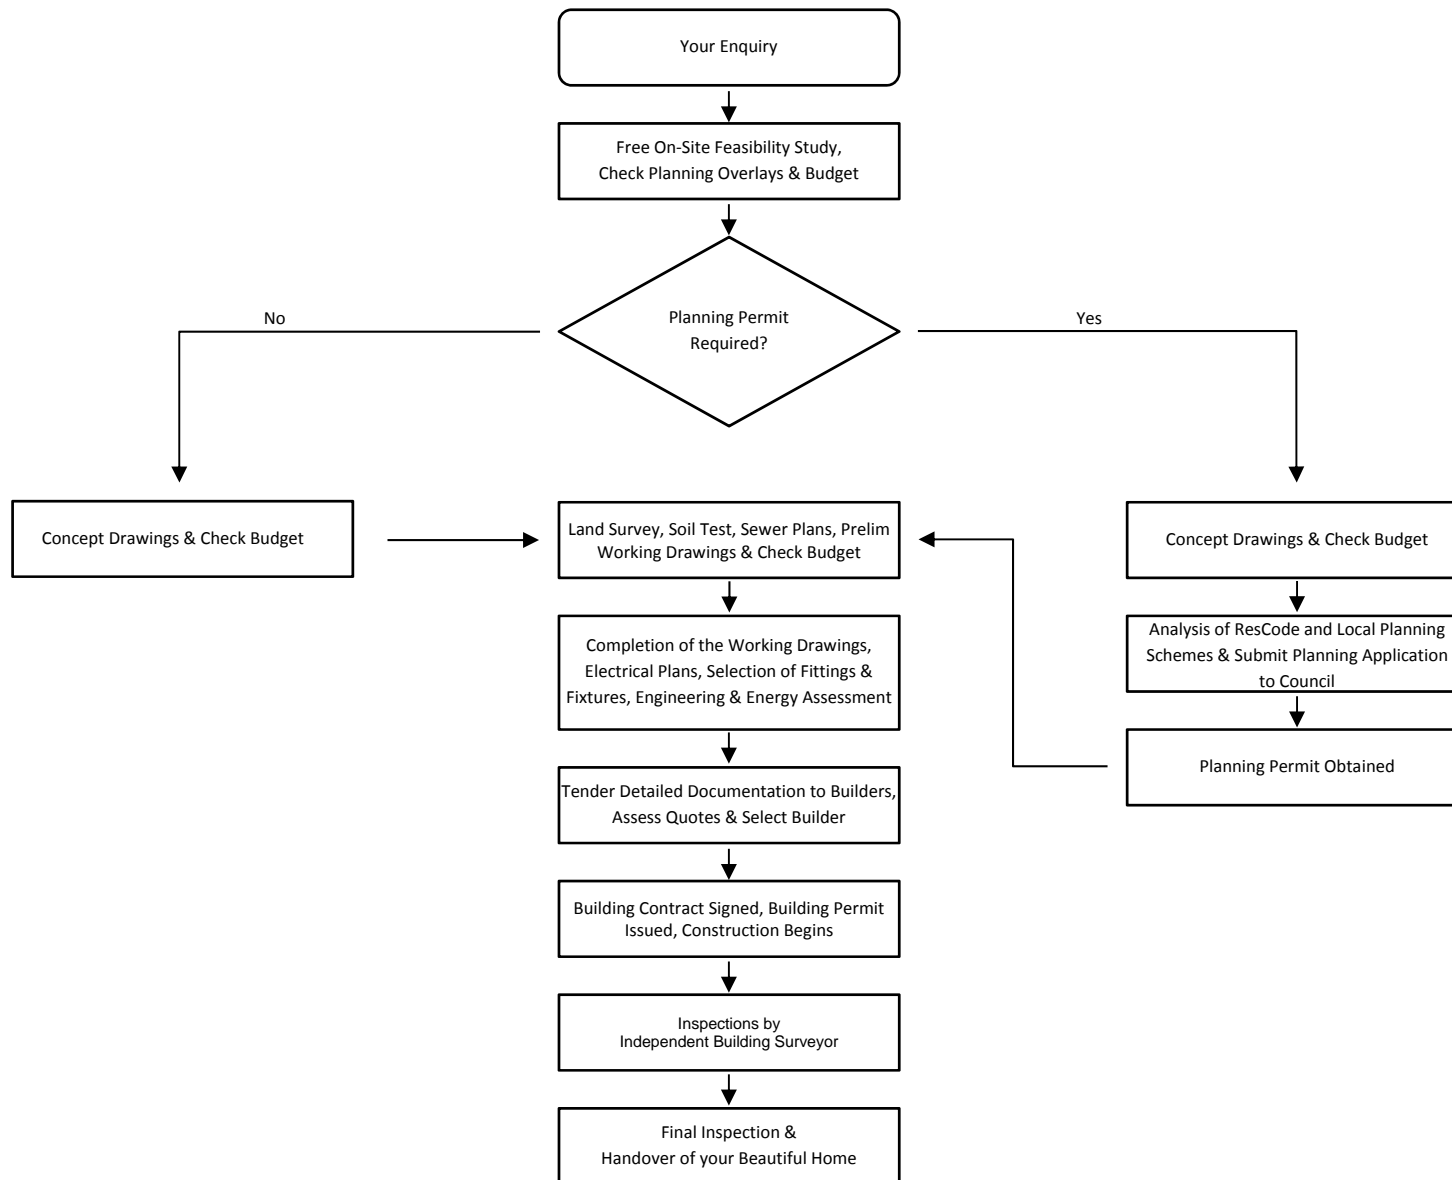 Your Enquiry
Free On-Site Feasibility Study,
Check Planning Overlays & Budget
Planning Permit
Required?
No
Yes
Concept Drawings & Check Budget
Land Survey, Soil Test, Sewer Plans, Prelim
Working Drawings & Check Budget
Concept Drawings & Check Budget
Completion of the Working Drawings,
Electrical Plans, Selection of Fittings &
Fixtures, Engineering & Energy Assessment
Analysis of ResCode and Local Planning
Schemes & Submit Planning Application
to Council
Planning Permit Obtained
Tender Detailed Documentation to Builders,
Assess Quotes & Select Builder
Building Contract Signed, Building Permit
Issued, Construction Begins
Inspections by
Independent Building Surveyor
Final Inspection &
Handover of your Beautiful Home